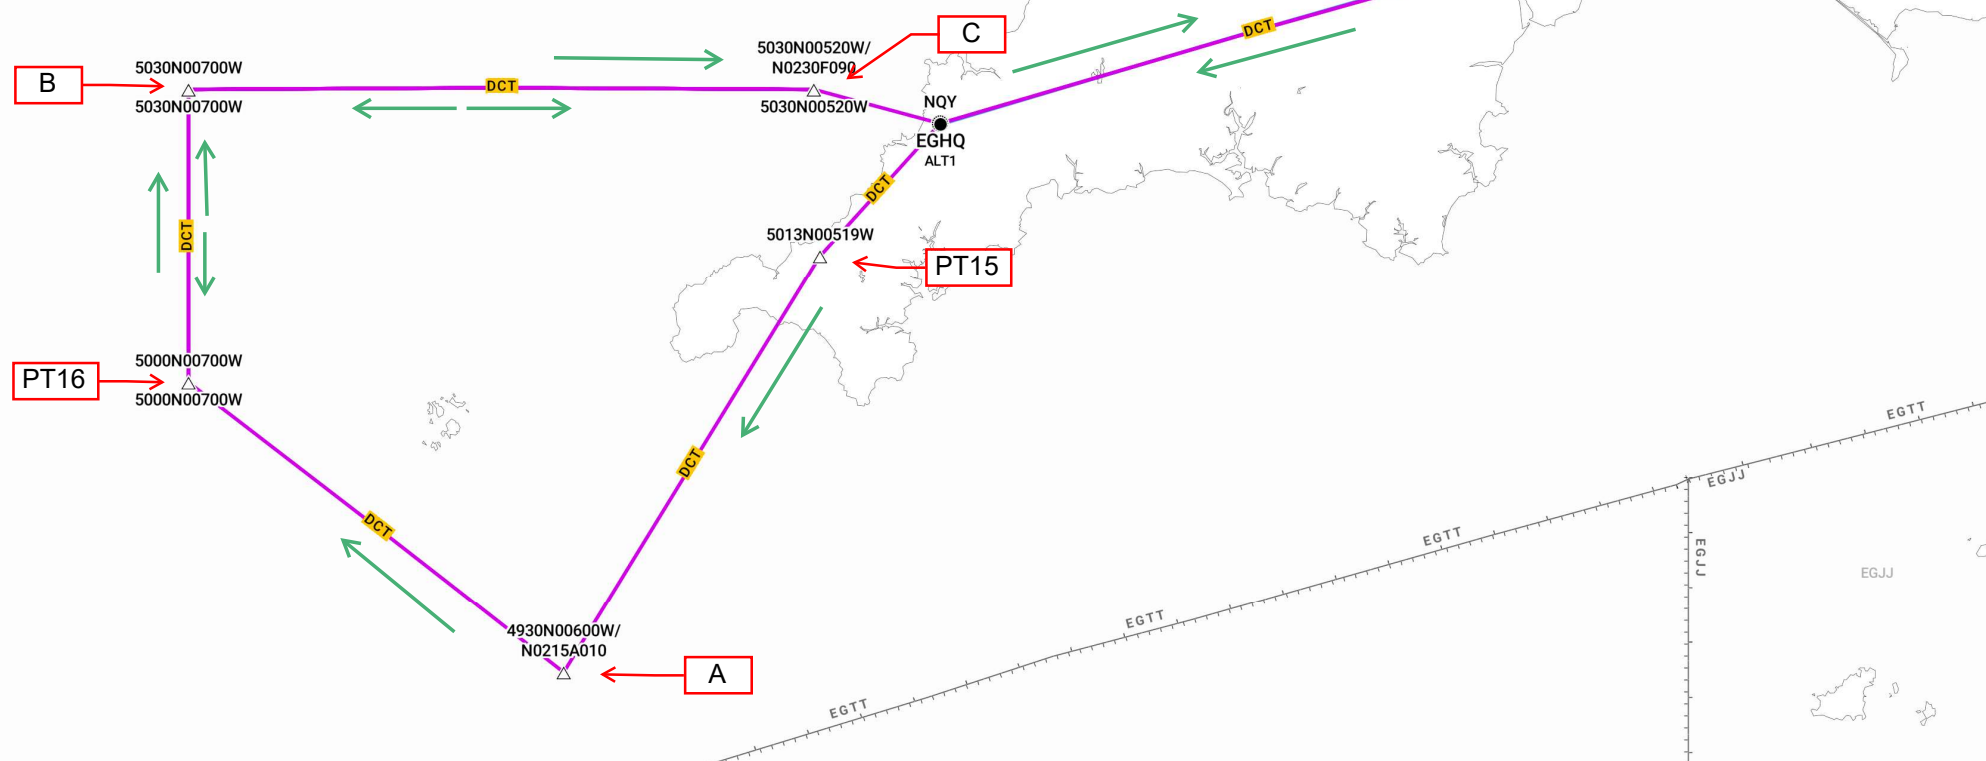 DCT
C
5030N00520W/
N0230F090
5030N00700W
B
DCT
5030N00700W
5030N00520W
NQY
EGHQ
ALT1
DCT
DCT
5013N00519W
PT15
5000N00700W
PT16
5000N00700W
EGTT
DCT
EGJJ
DCT
EGTT
EGJJ
EGJJ
4930N00600W/
N0215A010
EGTT
A
EGTT